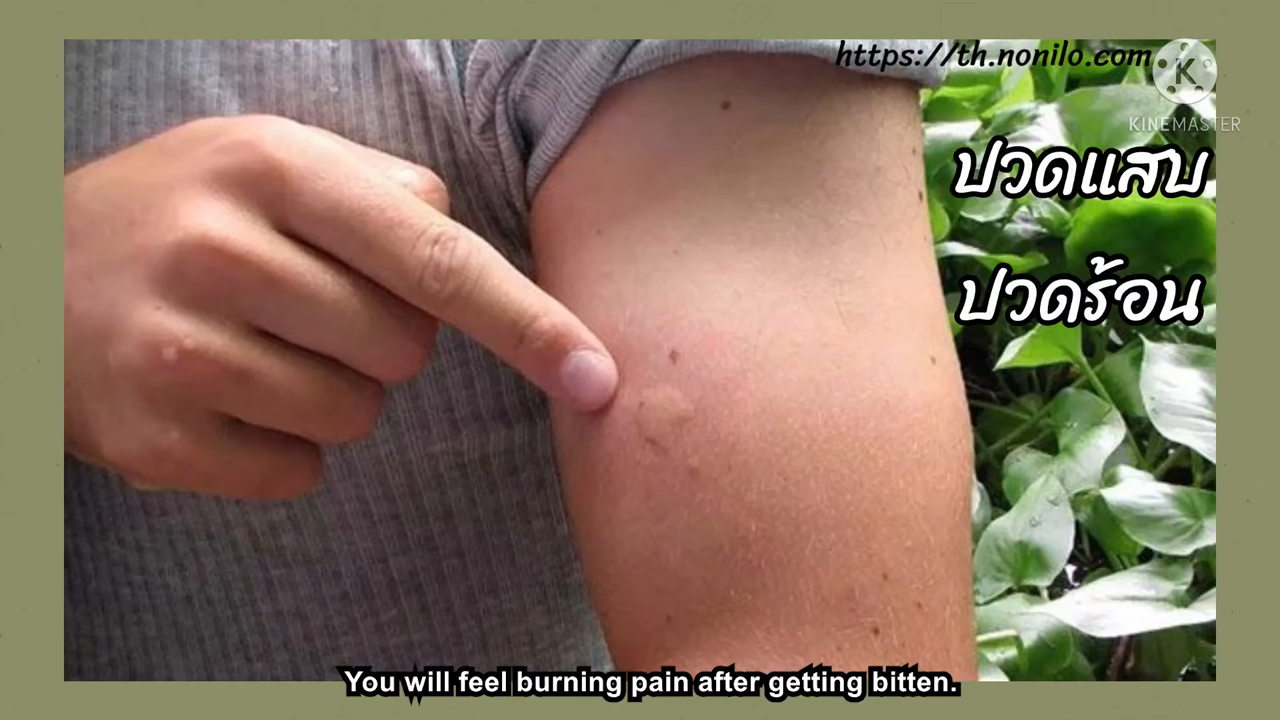 https://th.nonilo.com
KINEMASTER
ปวดแสบ
ปวดร้อน
You will feel burning pain after getting bitten.